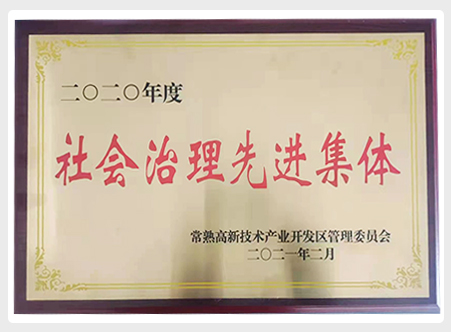 二〇二〇年度
社会治理先进集体
常熟高新技术产业开发区管理委员会
二〇二一年二月